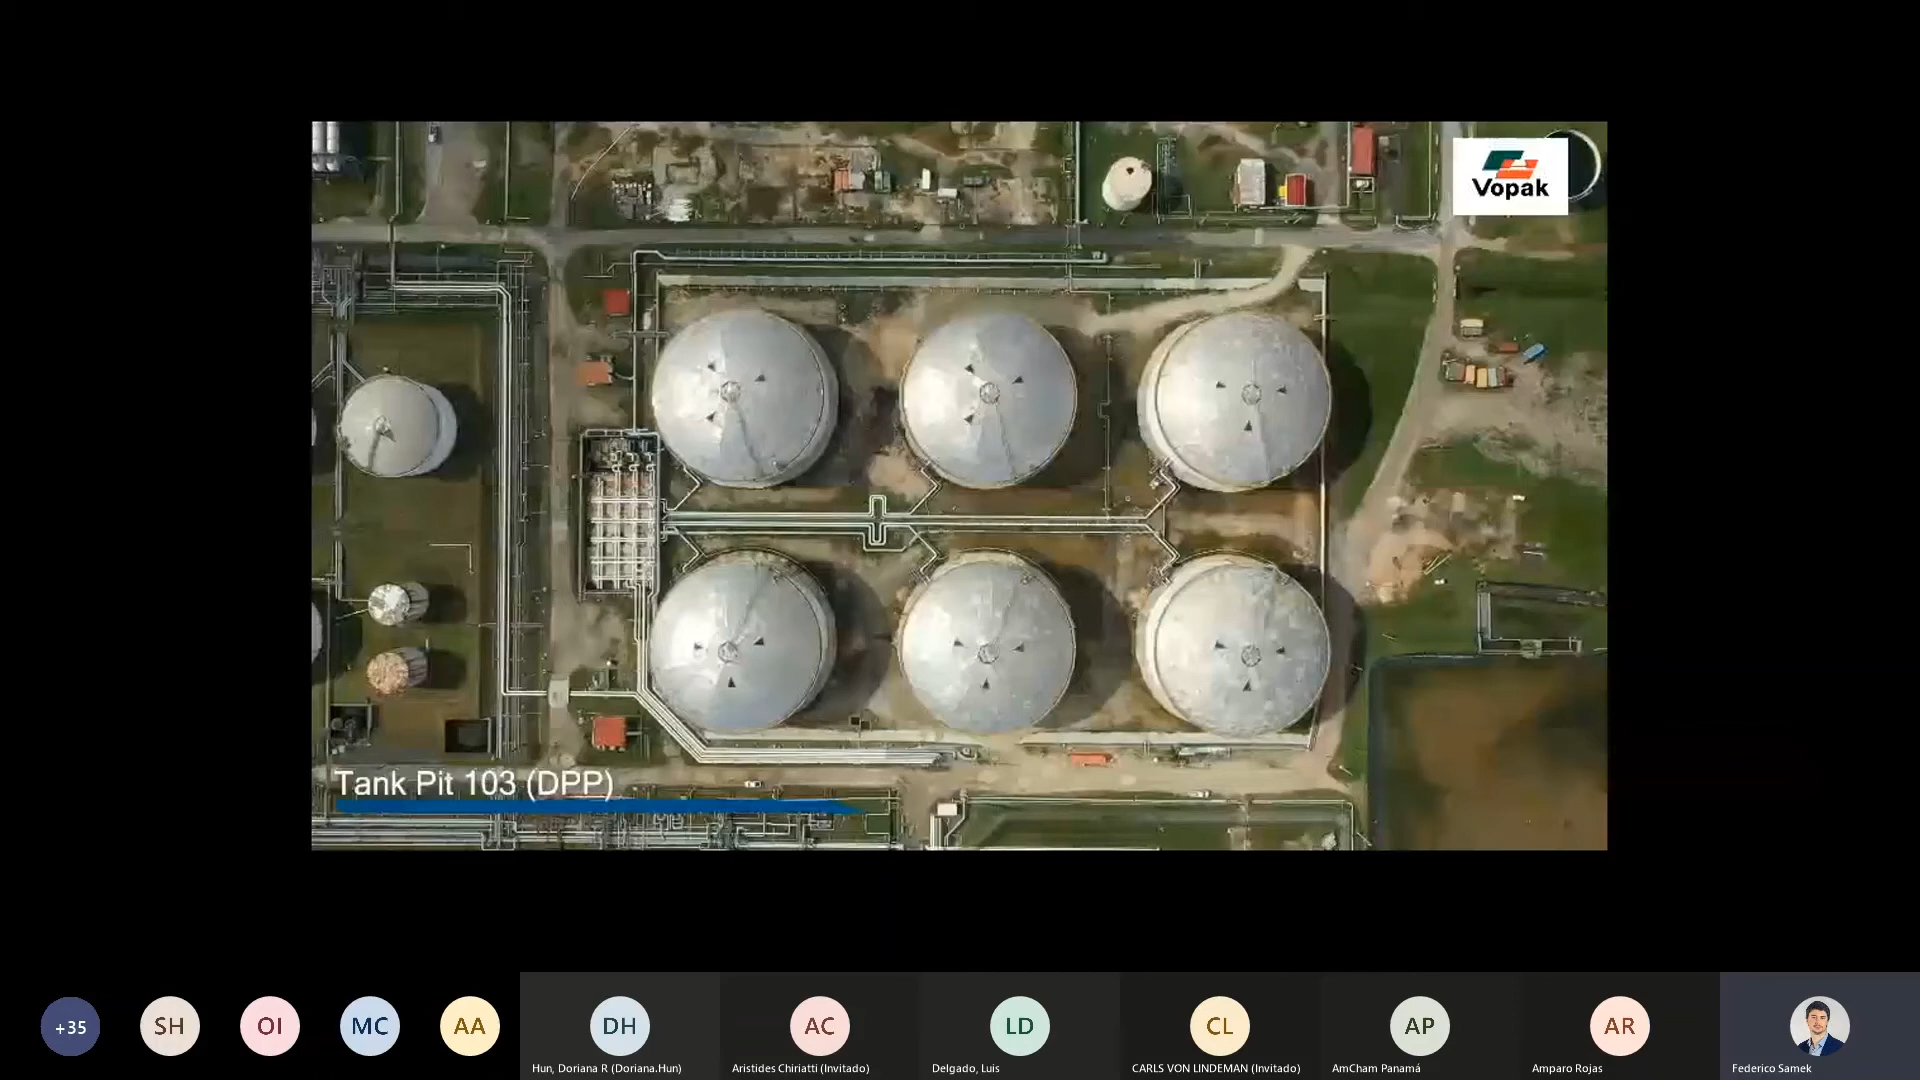 Vopak
Tank Pit 103 (DPP)
+35
SH
OI
MC
AA
DH
AC
LD
CL
AP
AR
Hun, Doriana R (Doriana.Hun)
Aristides Chiriatti (Invitado)
Delgado, Luis
CARLS VON LINDEMAN (Invitado)
AmCham Panamá
Amparo Rojas
Federico Samek